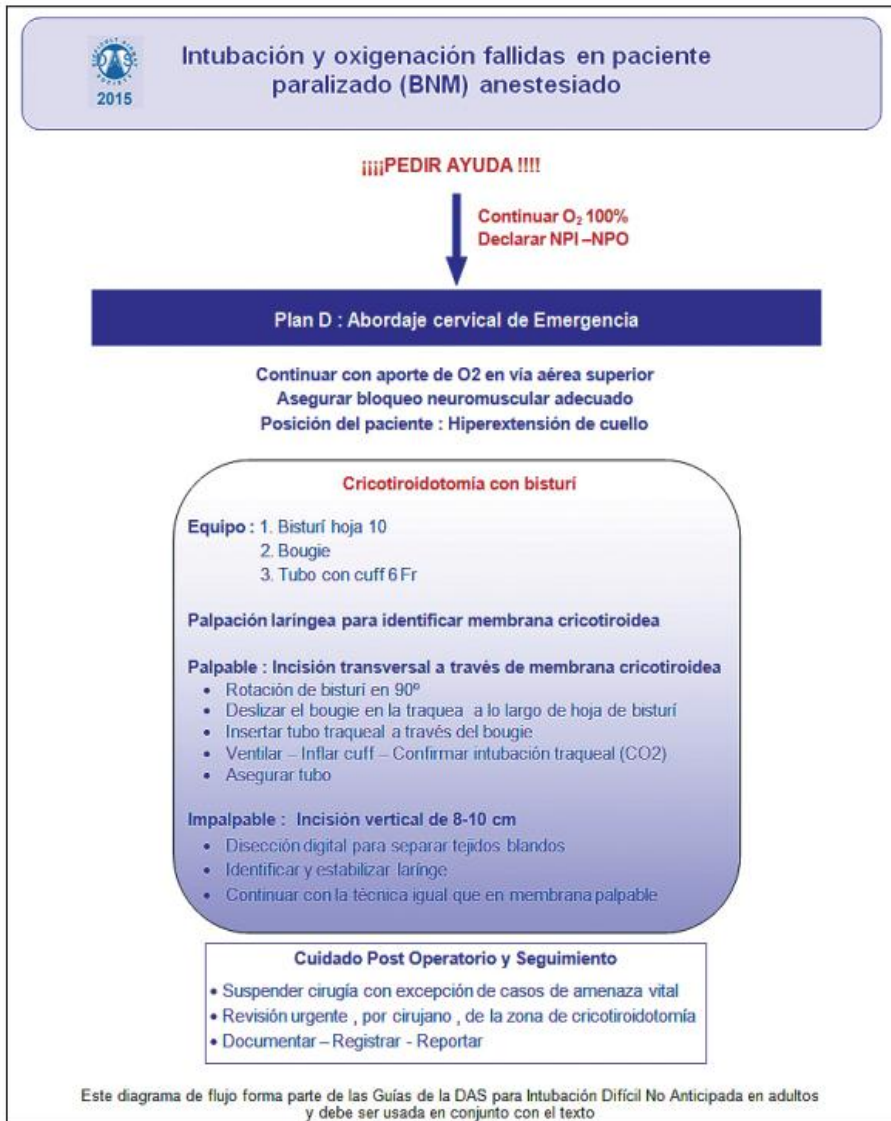 DIFFICULT AIRWAY SOCIETY
DAS
2015
Intubación y oxigenación fallidas en paciente
paralizado (BNM) anestesiado
¡¡¡¡PEDIR AYUDA !!!!
Continuar O₂ 100%
Declarar NPI –NPO
Plan D : Abordaje cervical de Emergencia
Continuar con aporte de O2 en vía aérea superior
Asegurar bloqueo neuromuscular adecuado
Posición del paciente : Hiperextensión de cuello
Cricotiroidotomía con bisturí
Equipo : 1. Bisturí hoja 10
2. Bougie
3. Tubo con cuff 6 Fr
Palpación laríngea para identificar membrana cricotiroidea
Palpable : Incisión transversal a través de membrana cricotiroidea
• Rotación de bisturí en 90º
• Deslizar el bougie en la traquea a lo largo de hoja de bisturí
• Insertar tubo traqueal a través del bougie
• Ventilar – Inflar cuff – Confirmar intubación traqueal (CO2)
• Asegurar tubo
Impalpable : Incisión vertical de 8-10 cm
• Disección digital para separar tejidos blandos
• Identificar y estabilizar larínge
• Continuar con la técnica igual que en membrana palpable
Cuidado Post Operatorio y Seguimiento
• Suspender cirugía con excepción de casos de amenaza vital
• Revisión urgente , por cirujano , de la zona de cricotiroidotomía
• Documentar – Registrar - Reportar
Este diagrama de flujo forma parte de las Guías de la DAS para Intubación Difícil No Anticipada en adultos
y debe ser usada en conjunto con el texto